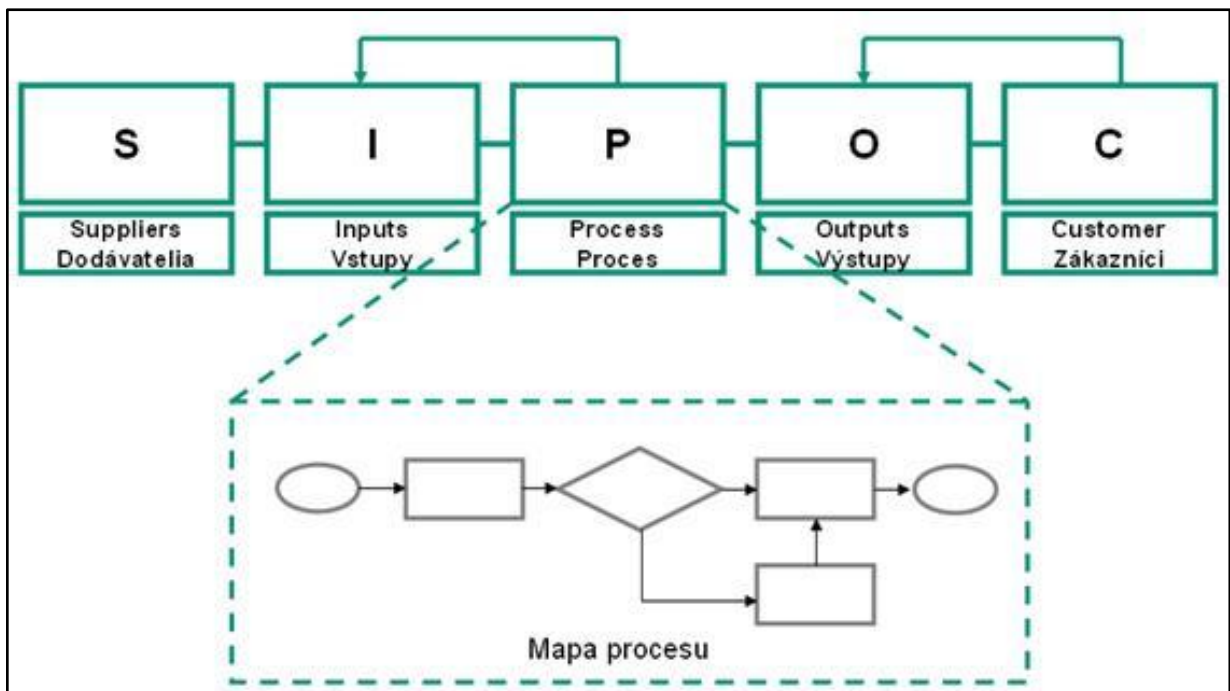 S
I
P
O
C
Suppliers
Dodávatelia
Inputs
Vstupy
Process
Proces
Outputs
Výstupy
Customer
Zákazníci
Mapa procesu